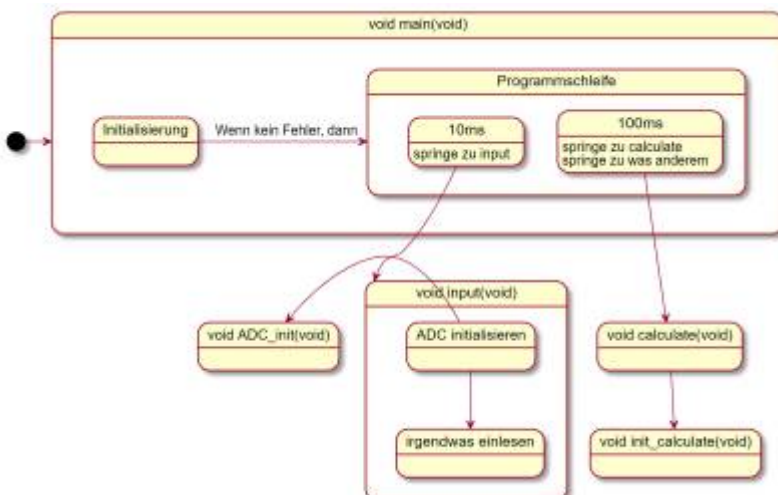 void main(void)
Programmschleife
Initialisierung
Wenn kein Fehler, dann
10ms
springe zu input
100ms
springe zu calculate
springe zu was anderem
void input(void)
void ADC_init(void)
ADC initialisieren
void calculate(void)
irgendwas einlesen
void init_calculate(void)